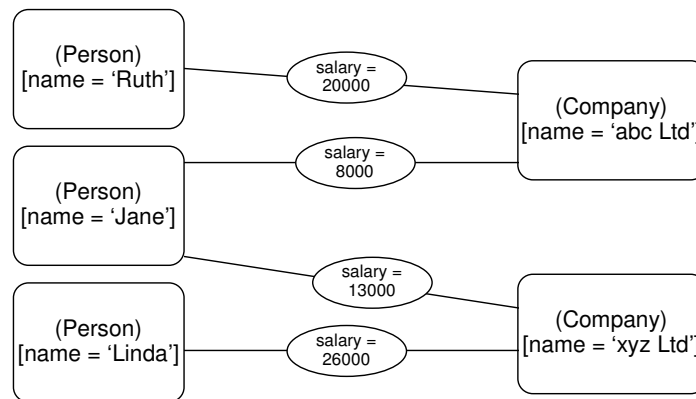 (Person)
[name = ‘Ruth’]
salary =
20000
(Company)
[name = ‘abc Ltd’]
(Person)
[name = ‘Jane’]
salary =
8000
salary =
13000
(Person)
[name = ‘Linda’]
salary =
26000
(Company)
[name = ‘xyz Ltd’]